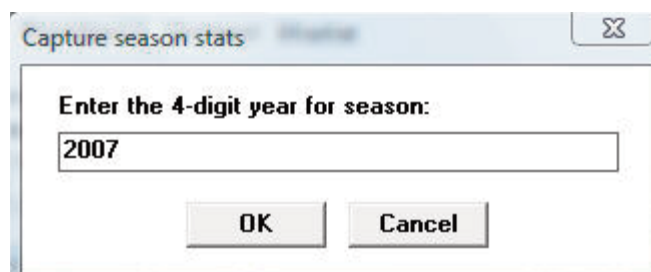 Capture season stats
Enter the 4-digit year for season:
2007
OK Cancel